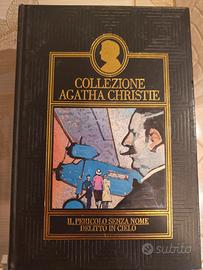 COLLEZIONE
AGATHA CHRISTIE
IL PERICOLO SENZA NOME
DELITTO IN CIELO
subito